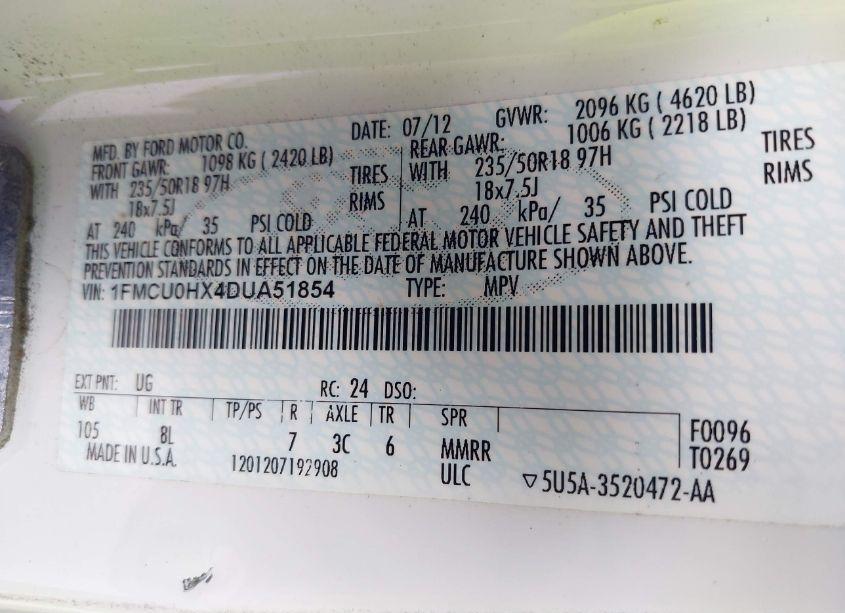 MFD. BY FORD MOTOR CO. DATE: 07/12 GVWR: 2096 KG ( 4620 LB)
FRONT GAWR: 1098 KG ( 2420 LB) REAR GAWR: 1006 KG ( 2218 LB)
WITH 235/50R18 97H TIRES WITH 235/50R18 97H TIRES
18x7.5J RIMS 18x7.5J RIMS
AT 240 kPa/ 35 PSI COLD AT 240 kPa/ 35 PSI COLD
THIS VEHICLE CONFORMS TO ALL APPLICABLE FEDERAL MOTOR VEHICLE SAFETY AND THEFT
PREVENTION STANDARDS IN EFFECT ON THE DATE OF MANUFACTURE SHOWN ABOVE.
VIN: 1FMCU0HX4DUA51854 TYPE: MPV
EXT PNT: UG RC: 24 DSO:
WB INT TR TP/PS R AXLE TR SPR
105 8L 7 3C 6 MMRR F0096
MADE IN U.S.A. 1201207192908 ULC T0269
▽5U5A-3520472-AA